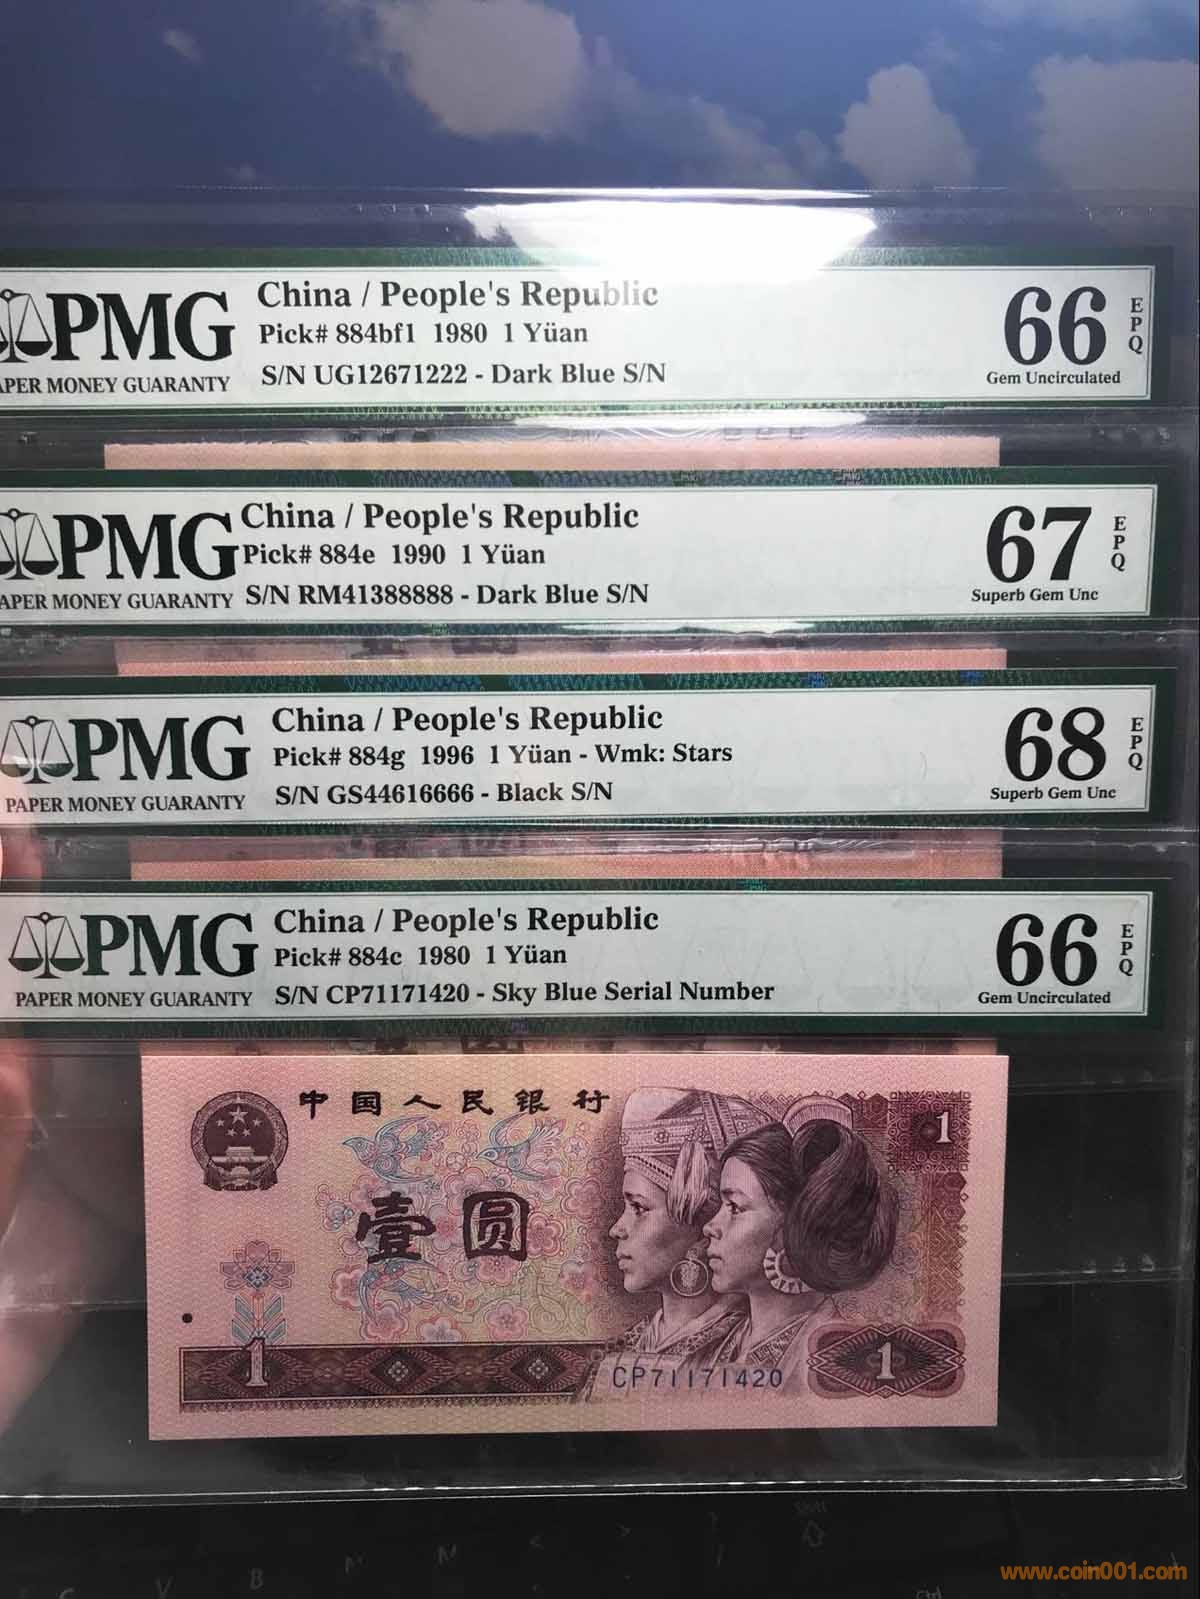 PMG
PAPER MONEY GUARANTY
China / People's Republic
Pick# 884bf1 1980 1 Yüan
S/N UG12671222 - Dark Blue S/N
66
EPQ
Gem Uncirculated
PMG
PAPER MONEY GUARANTY
China / People's Republic
Pick# 884e 1990 1 Yüan
S/N RM41388888 - Dark Blue S/N
67
EPQ
Superb Gem Unc
PMG
PAPER MONEY GUARANTY
China / People's Republic
Pick# 884g 1996 1 Yüan - Wmk: Stars
S/N GS44616666 - Black S/N
68
EPQ
Superb Gem Unc
PMG
PAPER MONEY GUARANTY
China / People's Republic
Pick# 884c 1980 1 Yüan
S/N CP71171420 - Sky Blue Serial Number
66
EPQ
Gem Uncirculated
中国人民银行
1
壹圆
1
CP71171420
1
V B N M
www.coin001.com